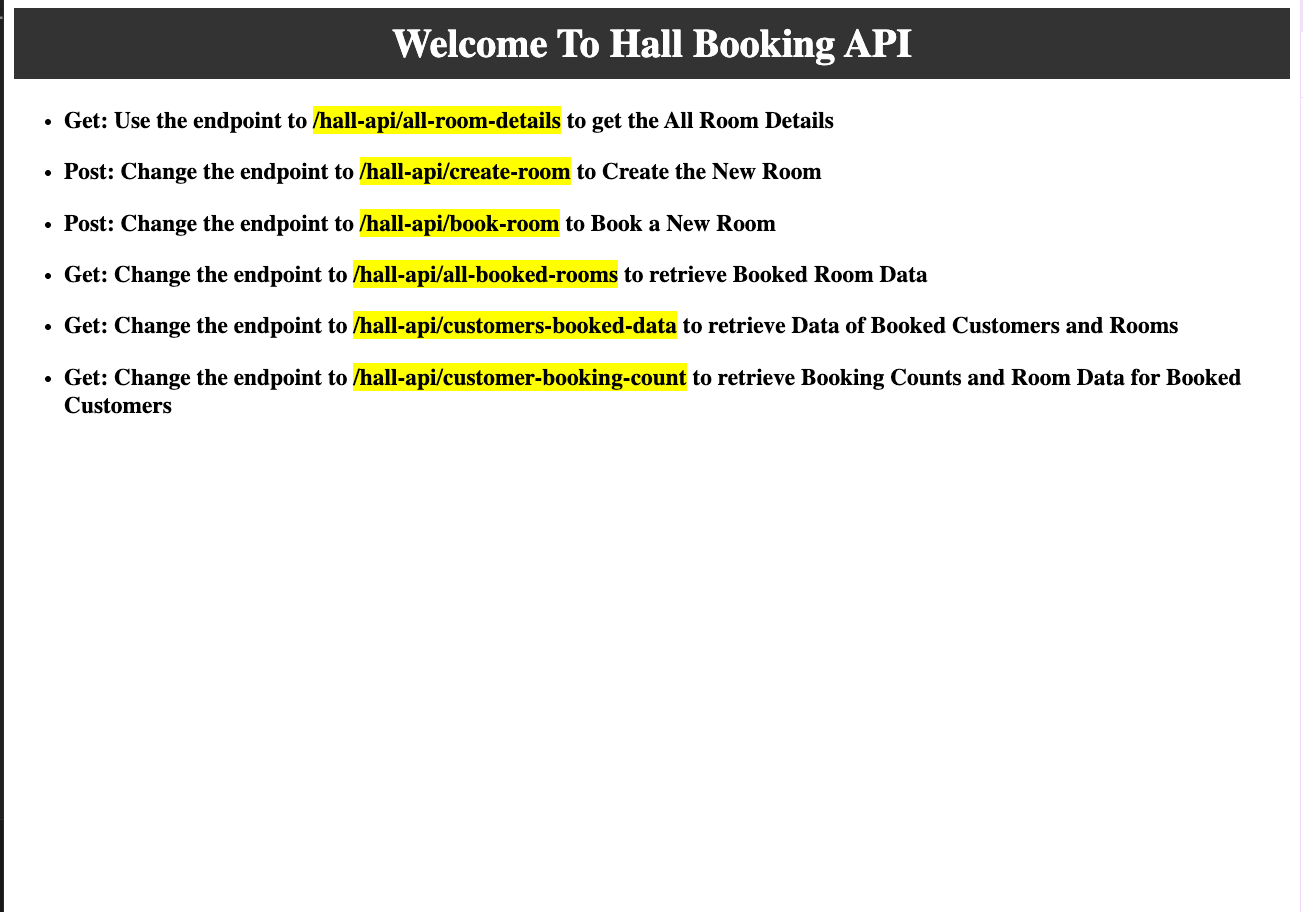 Welcome To Hall Booking API
Get: Use the endpoint to /hall-api/all-room-details to get the All Room Details
Post: Change the endpoint to /hall-api/create-room to Create the New Room
Post: Change the endpoint to /hall-api/book-room to Book a New Room
Get: Change the endpoint to /hall-api/all-booked-rooms to retrieve Booked Room Data
Get: Change the endpoint to /hall-api/customers-booked-data to retrieve Data of Booked Customers and Rooms
Get: Change the endpoint to /hall-api/customer-booking-count to retrieve Booking Counts and Room Data for Booked
Customers